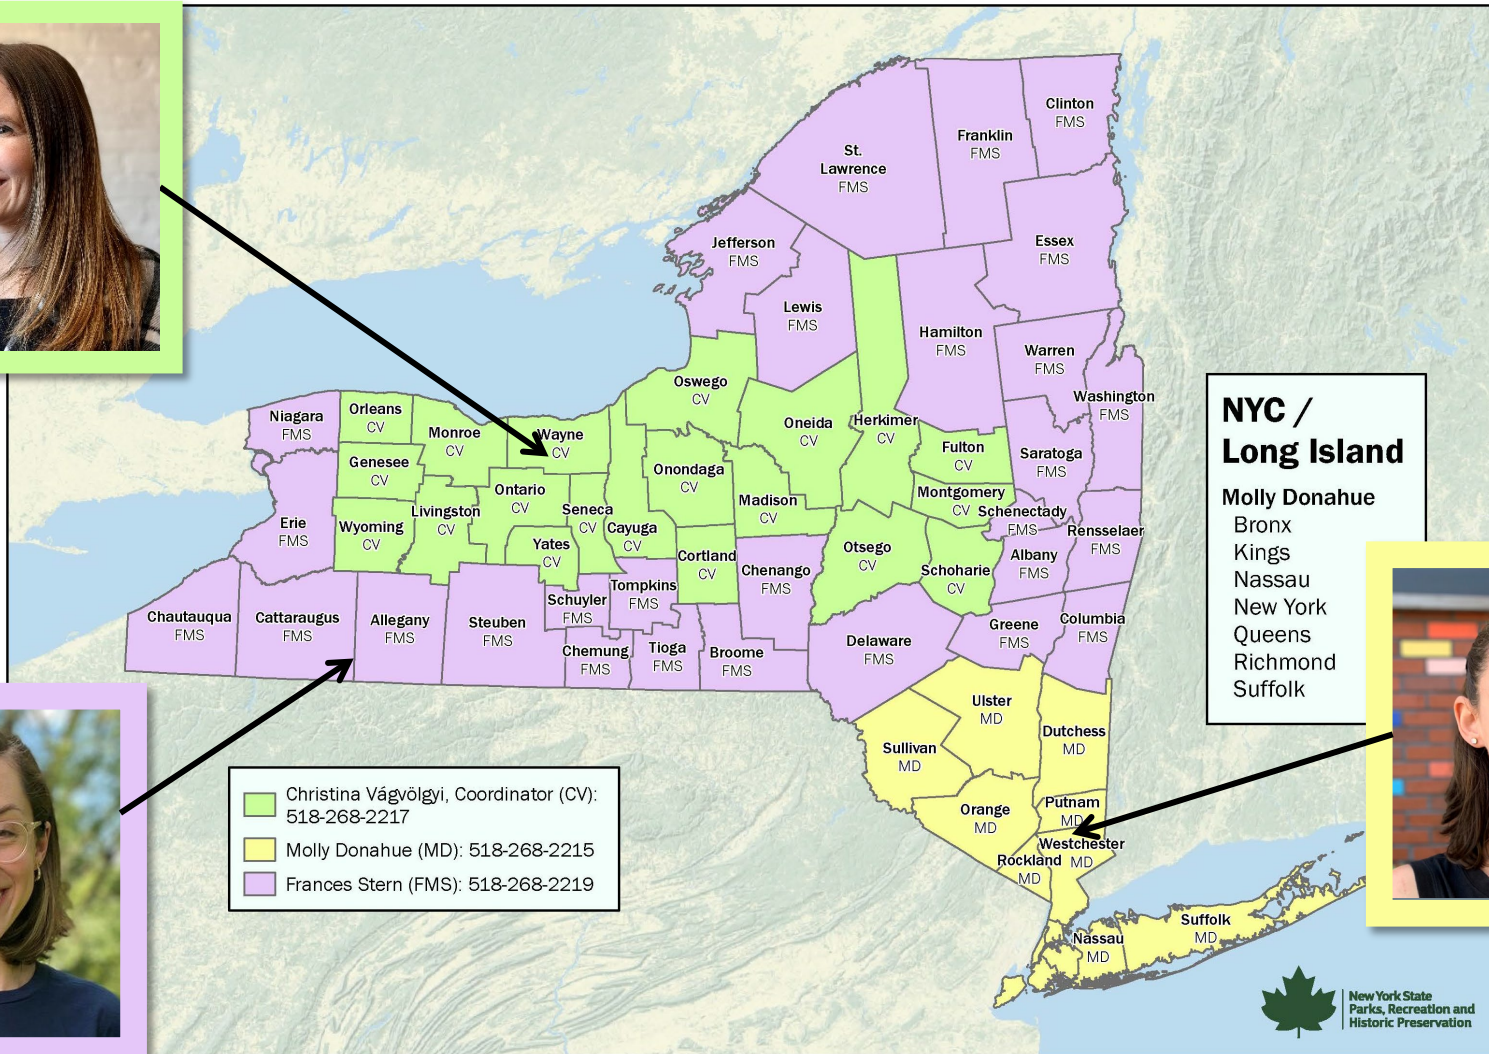 Clinton
FMS
Franklin
FMS
St.
Lawrence
FMS
Essex
FMS
Jefferson
FMS
Lewis
FMS
Hamilton
FMS
Warren
FMS
Washington
FMS
Oswego
CV
Oneida
CV
Herkimer
CV
Fulton
CV
Saratoga
FMS
Niagara
FMS
Orleans
CV
Monroe
CV
Wayne
CV
Genesee
CV
Onondaga
CV
Madison
CV
Montgomery
CV
Schenectady
FMS
Rensselaer
FMS
Erie
FMS
Wyoming
CV
Livingston
CV
Ontario
CV
Seneca
CV
Cayuga
CV
Yates
CV
Cortland
CV
Chenango
FMS
Otsego
CV
Schoharie
CV
Albany
FMS
Chautauqua
FMS
Cattaraugus
FMS
Allegany
FMS
Steuben
FMS
Schuyler
FMS
Tompkins
FMS
Chemung
FMS
Tioga
FMS
Broome
FMS
Delaware
FMS
Greene
FMS
Columbia
FMS
Ulster
MD
Dutchess
MD
Sullivan
MD
Orange
MD
Putnam
MD
Westchester
MD
Rockland
MD
Nassau
MD
Suffolk
MD
NYC /
Long Island
Molly Donahue
Bronx
Kings
Nassau
New York
Queens
Richmond
Suffolk
Christina Vágvölgyi, Coordinator (CV):
518-268-2217
Molly Donahue (MD): 518-268-2215
Frances Stern (FMS): 518-268-2219
New York State
Parks, Recreation and
Historic Preservation